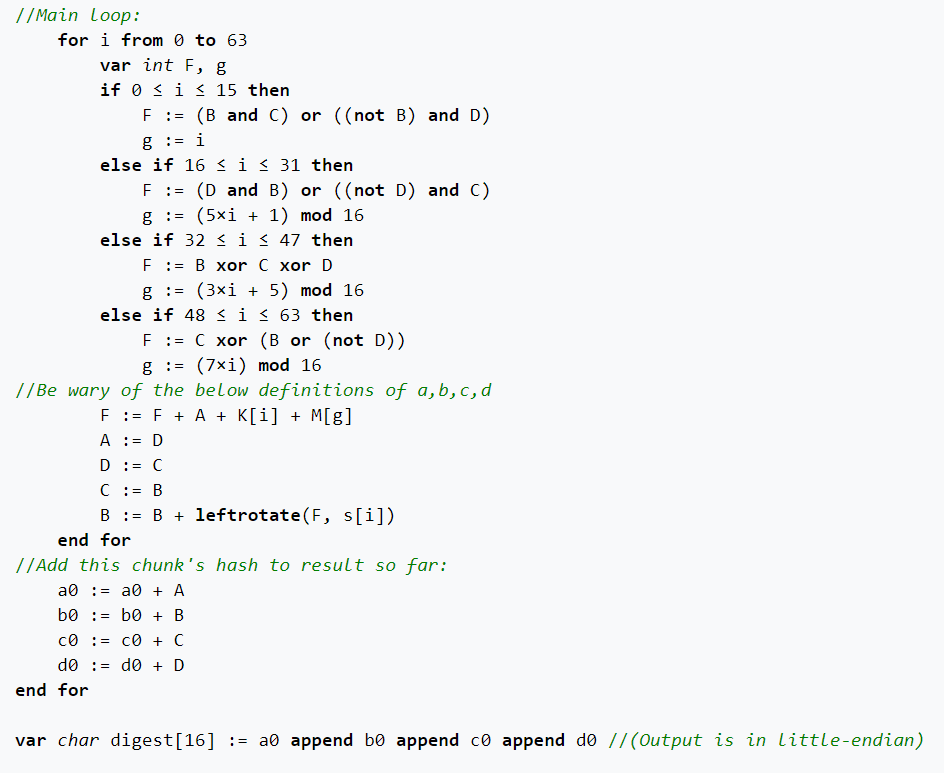 //Main loop:
for i from 0 to 63
var int F, g
if 0 ≤ i ≤ 15 then
F := (B and C) or ((not B) and D)
g := i
else if 16 ≤ i ≤ 31 then
F := (D and B) or ((not D) and C)
g := (5×i + 1) mod 16
else if 32 ≤ i ≤ 47 then
F := B xor C xor D
g := (3×i + 5) mod 16
else if 48 ≤ i ≤ 63 then
F := C xor (B or (not D))
g := (7×i) mod 16
//Be wary of the below definitions of a,b,c,d
F := F + A + K[i] + M[g]
A := D
D := C
C := B
B := B + leftrotate(F, s[i])
end for
//Add this chunk's hash to result so far:
a0 := a0 + A
b0 := b0 + B
c0 := c0 + C
d0 := d0 + D
end for
var char digest[16] := a0 append b0 append c0 append d0 //(Output is in little-endian)